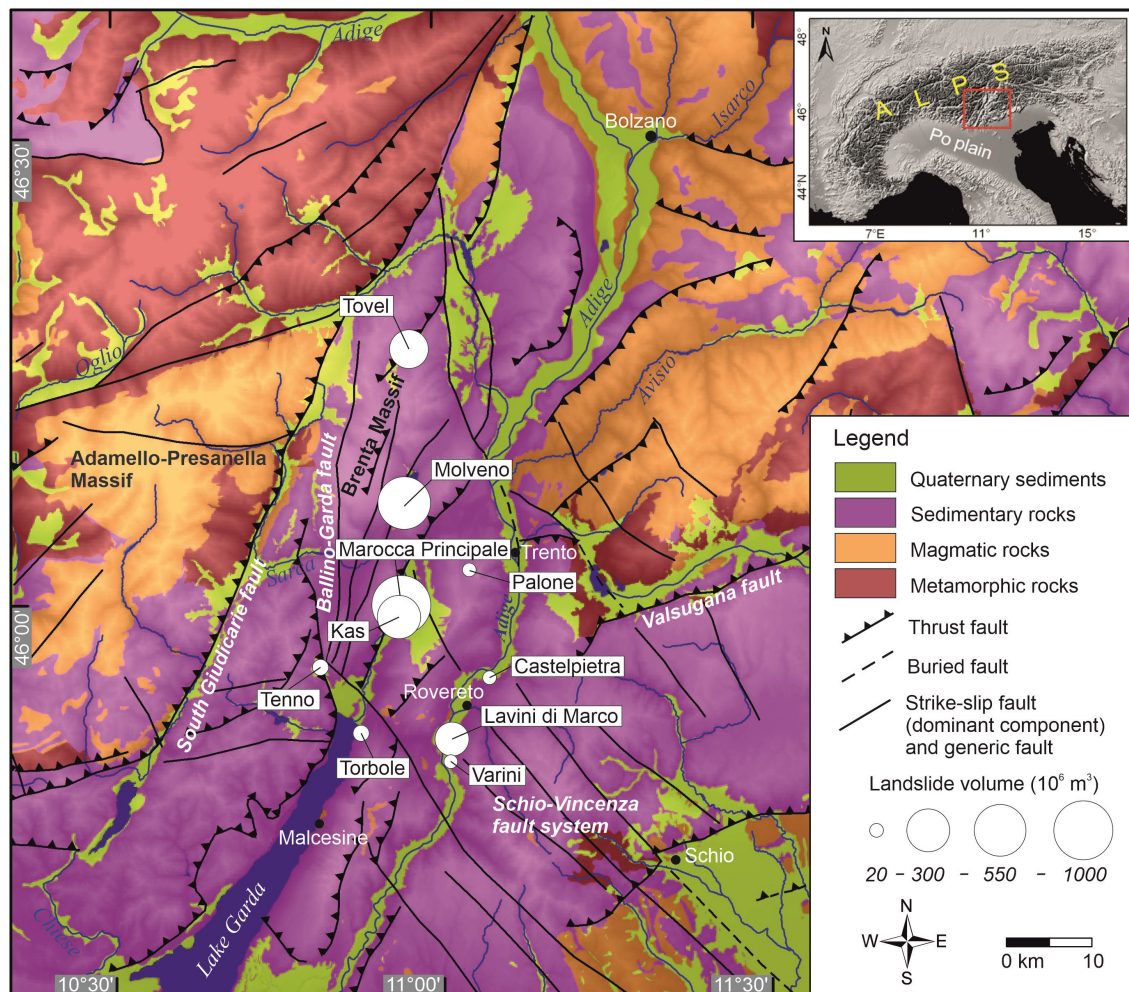 Adige
Isarco
Bolzano
46°30'
Tovel
Adige
Oglio
Avisio
Brenta Massif
Adamello-Presanella
Massif
Ballino-Garda fault
Molveno
Marocca Principale
Trento
Sarca
Palone
Adige
Valsugana fault
46°00'
Kas
South Giudicarie fault
Castelpietra
Tenno
Rovereto
Lavini di Marco
Torbole
Varini
Schio-Vincenza
fault system
Malcesine
Schio
Chiese
Lake Garda
10°30'
11°00'
11°30'
N
48°
46°
44°N
ALPS
Po plain
7°E
11°
15°
Legend
Quaternary sediments
Sedimentary rocks
Magmatic rocks
Metamorphic rocks
Thrust fault
Buried fault
Strike-slip fault
(dominant component)
and generic fault
Landslide volume (10⁶ m³)
20 - 300 - 550 - 1000
N
W E
S
0 km 10